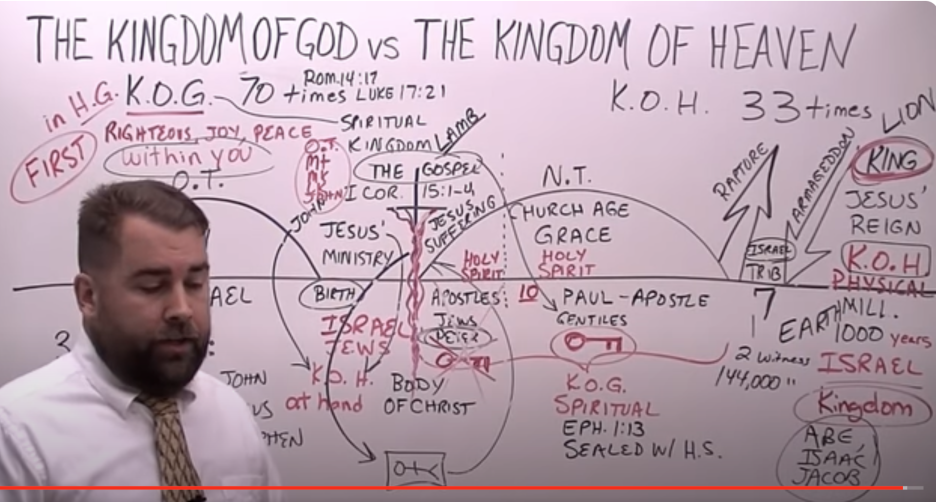 THE KINGDOM OF GOD vs THE KINGDOM OF HEAVEN
in H.G. K.O.G. 70 times
Rom. 14:17
LUKE 17:21
K.O.H. 33 times
LION
SPIRITUAL
KINGDOM LAMB
FIRST
RIGHTEOUS, JOY, PEACE
within you
O.T.
O.T.
Mt
MK
LK
JOHN
THE GOSPEL
I COR. 15:1-4
N.T.
RAPTURE
ARMAGEDDON
KING
JESUS'
REIGN
K.O.H
PHYSICAL
JOHN
JESUS'
MINISTRY
JESUS
SUFFERING
CHURCH AGE
GRACE
HOLY
SPIRIT
HOLY
SPIRIT
ISRAEL
TRIB
AEL
BIRTH
APOSTLES:
JEWS
PETER
10
PAUL - APOSTLE
GENTILES
7
EARTH
MILL.
1000 years
ISRAEL
JEWS
2 witness
144,000 "
ISRAEL
Kingdom
JOHN
K.O.H.
at hand
BODY
OF CHRIST
K.O.G.
SPIRITUAL
EPH. 1:13
SEALED W/ H.S.
ABE,
ISAAC,
JACOB